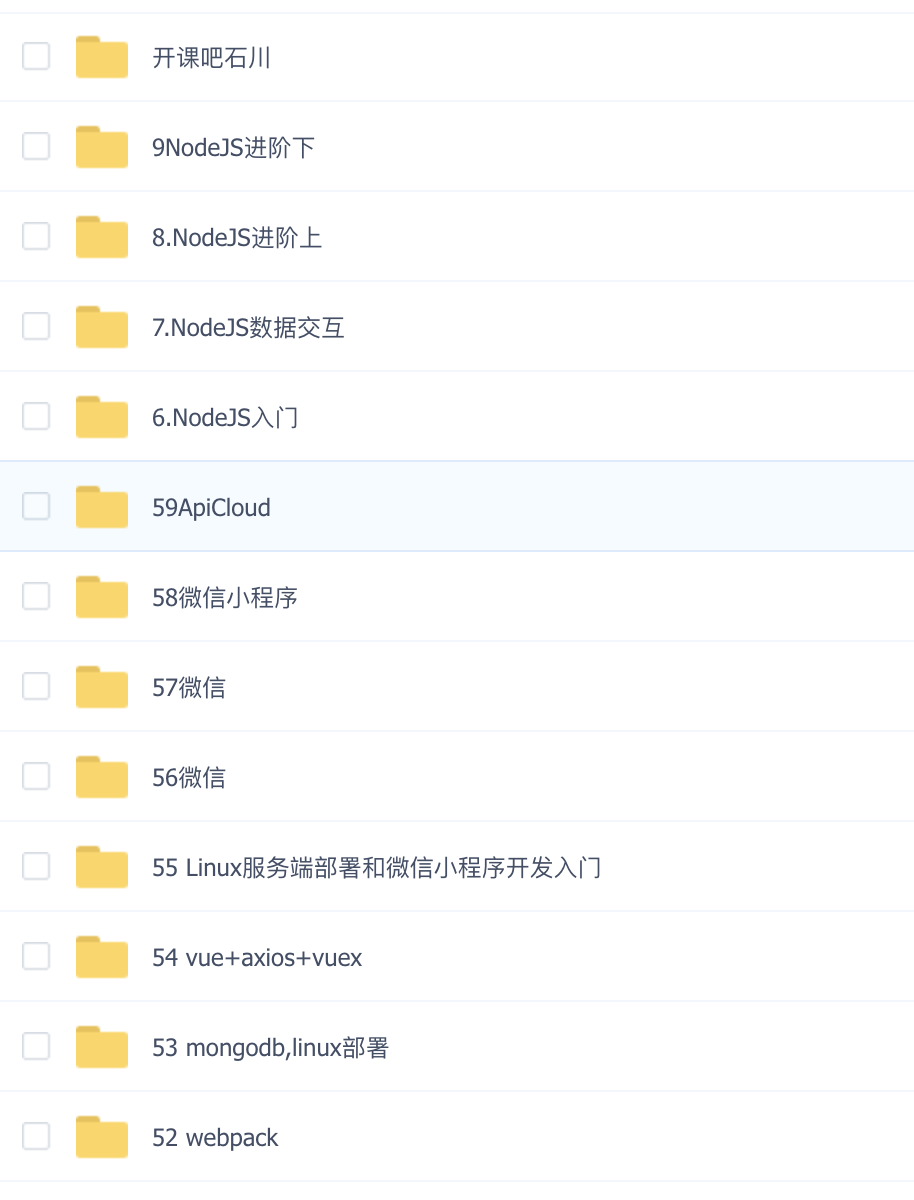 开课吧石川
9NodeJS进阶下
8.NodeJS进阶上
7.NodeJS数据交互
6.NodeJS入门
59ApiCloud
58微信小程序
57微信
56微信
55 Linux服务端部署和微信小程序开发入门
54 vue+axios+vuex
53 mongodb,linux部署
52 webpack